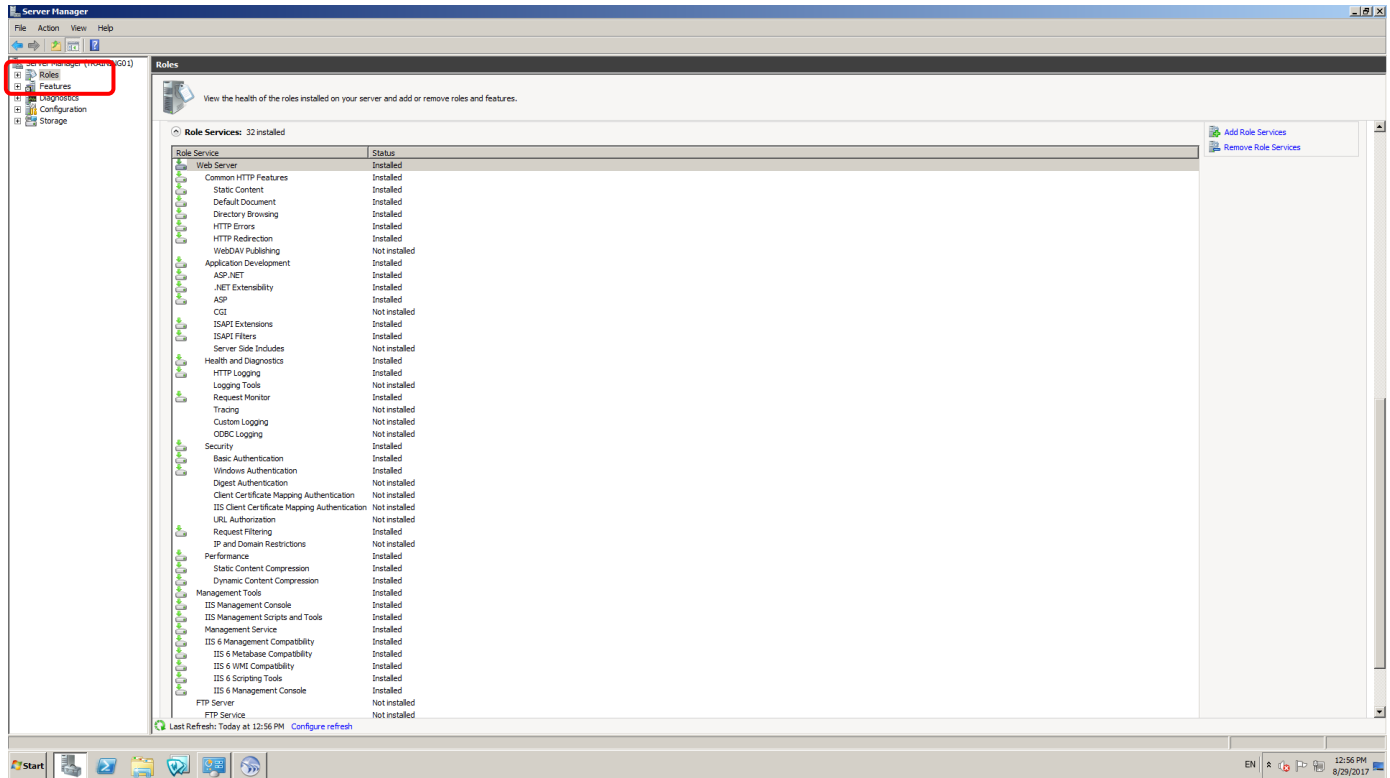 Server Manager
File Action View Help
Server Manager (TRAINING01)
Roles
Features
Diagnostics
Configuration
Storage
Roles
View the health of the roles installed on your server and add or remove roles and features.
Role Services: 32 installed
Add Role Services
Remove Role Services
Role Service Status
Web Server Installed
Common HTTP Features Installed
Static Content Installed
Default Document Installed
Directory Browsing Installed
HTTP Errors Installed
HTTP Redirection Installed
WebDAV Publishing Not installed
Application Development Installed
ASP.NET Installed
.NET Extensibility Installed
ASP Installed
CGI Not installed
ISAPI Extensions Installed
ISAPI Filters Installed
Server Side Includes Not installed
Health and Diagnostics Installed
HTTP Logging Installed
Logging Tools Not installed
Request Monitor Installed
Tracing Not installed
Custom Logging Not installed
ODBC Logging Not installed
Security Installed
Basic Authentication Installed
Windows Authentication Installed
Digest Authentication Not installed
Client Certificate Mapping Authentication Not installed
IIS Client Certificate Mapping Authentication Not installed
URL Authorization Not installed
Request Filtering Installed
IP and Domain Restrictions Not installed
Performance Installed
Static Content Compression Installed
Dynamic Content Compression Installed
Management Tools Installed
IIS Management Console Installed
IIS Management Scripts and Tools Installed
Management Service Installed
IIS 6 Management Compatibility Installed
IIS 6 Metabase Compatibility Installed
IIS 6 WMI Compatibility Installed
IIS 6 Scripting Tools Installed
IIS 6 Management Console Installed
FTP Server Not installed
FTP Service Not installed
Last Refresh: Today at 12:56 PM Configure refresh
Start
EN
12:56 PM
8/29/2017